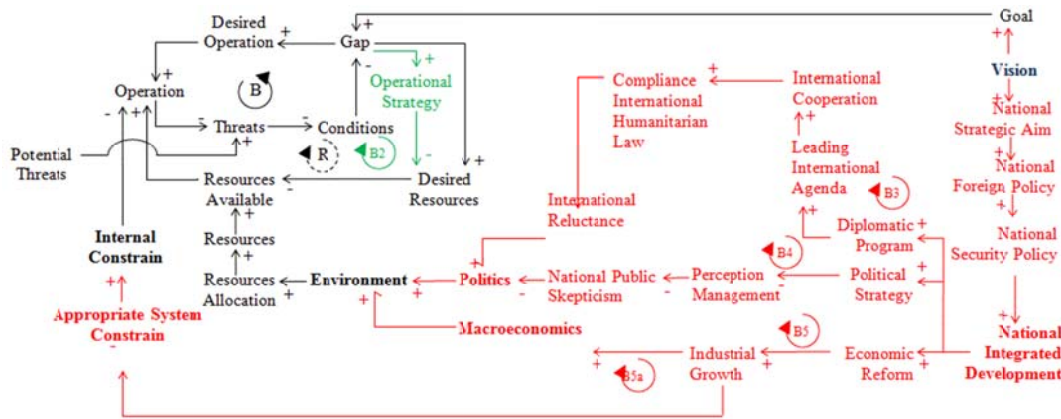 Goal
Desired
Operation
Gap
Operational
Strategy
Compliance
International
Humanitarian
Law
International
Cooperation
Vision
National
Strategic Aim
Operation
B
Threats
Conditions
B2
R
Potential
Threats
Resources
Available
Desired
Resources
Leading
International
Agenda
B3
National
Foreign Policy
International
Reluctance
Diplomatic
Program
National
Security Policy
Internal
Constrain
Resources
B4
Resources
Allocation
Environment
Politics
National Public
Skepticism
Perception
Management
Political
Strategy
Appropriate System
Constrain
Macroeconomics
B5
B5a
Industrial
Growth
Economic
Reform
National
Integrated
Development